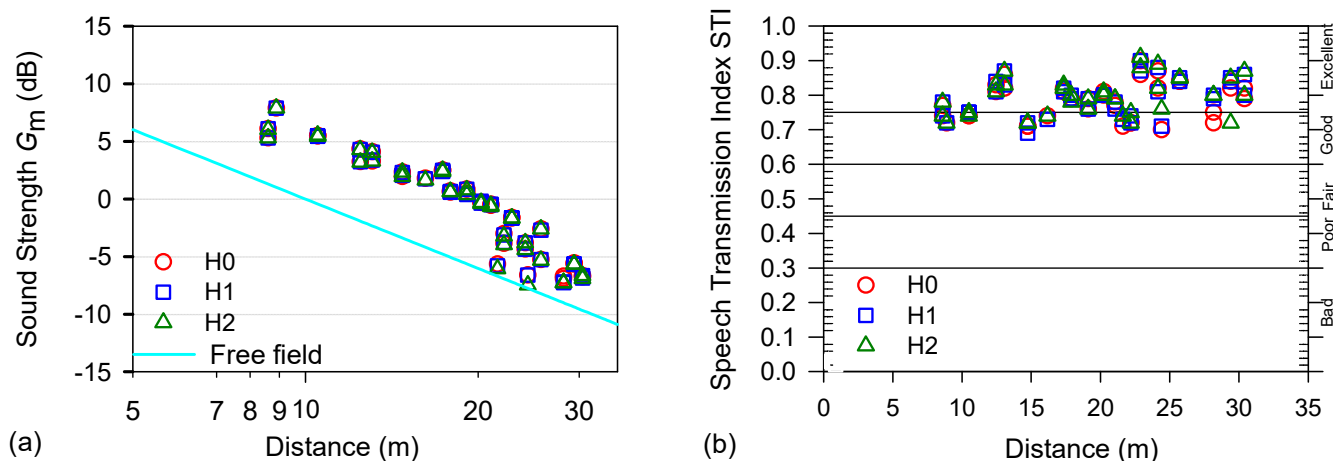 15
10
5
0
-5
-10
-15
Sound Strength Gm (dB)
H0
H1
H2
Free field
5 7 8 9 10 20 30
Distance (m)
(a)
1.0
0.9
0.8
0.7
0.6
0.5
0.4
0.3
0.2
0.1
0.0
Speech Transmission Index STI
H0
H1
H2
0 5 10 15 20 25 30 35
Distance (m)
Excellent
Good
Fair
Poor
Bad
(b)